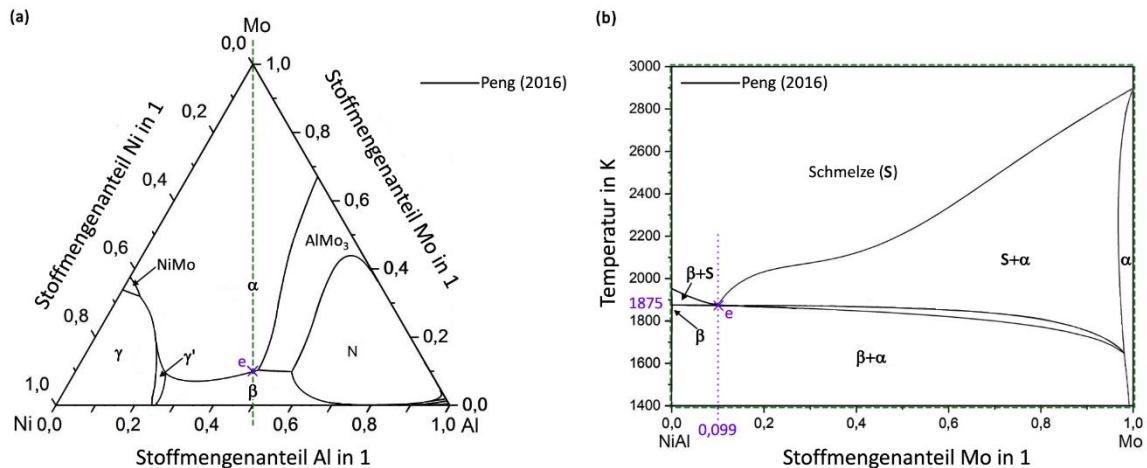 (a)
Mo
0,0
1,0
Peng (2016)
0,2
0,8
0,4
0,6
0,6
0,4
0,8
0,2
1,0
0,0
Stoffmengenanteil Ni in 1
Stoffmengenanteil Mo in 1
NiMo
AlMo₃
α
γ
γ'
e
β
N
Ni 0,0 0,2 0,4 0,6 0,8 1,0 Al
Stoffmengenanteil Al in 1
(b)
Peng (2016)
3000
2800
2600
2400
2200
2000
1875
1800
1600
1400
Temperatur in K
Schmelze (S)
β+S
S+α
α
e
β
β+α
0,0 0,2 0,4 0,6 0,8 1,0
NiAl 0,099 Mo
Stoffmengenanteil Mo in 1